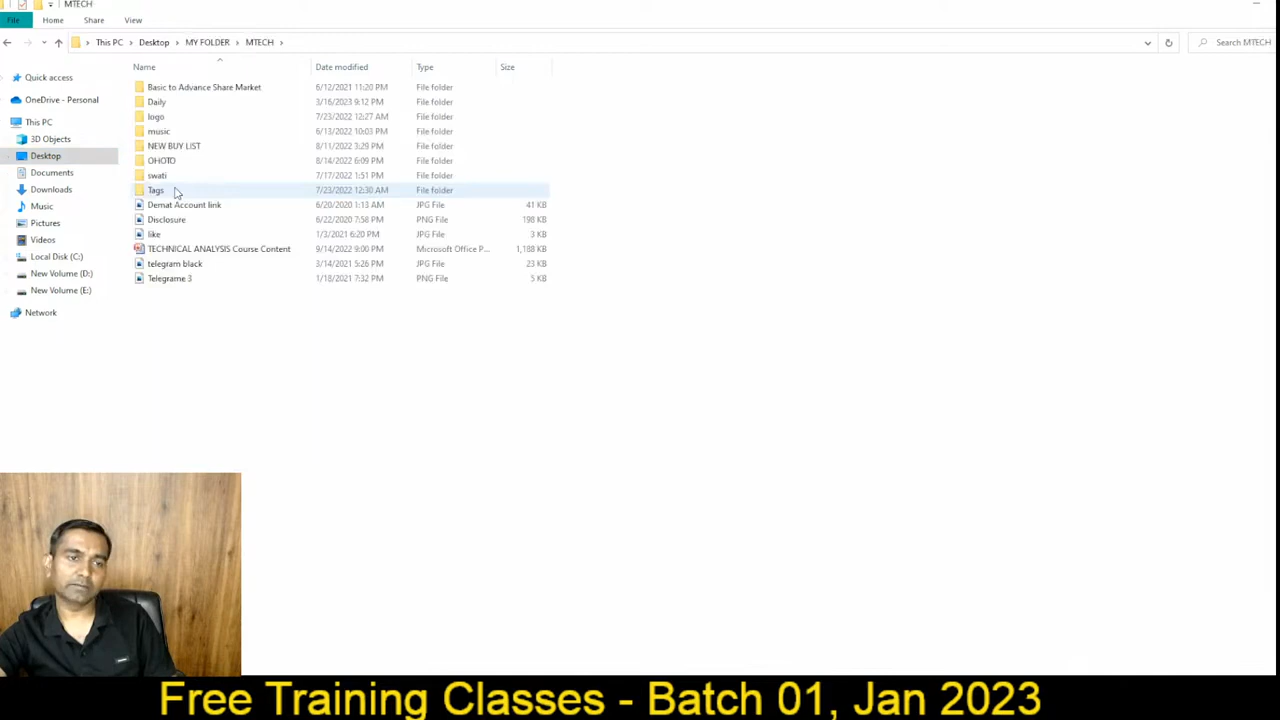 MTECH
File Home Share View
This PC > Desktop > MY FOLDER > MTECH > Search MTECH
Name Date modified Type Size
Quick access
OneDrive - Personal
This PC
3D Objects
Desktop
Documents
Downloads
Music
Pictures
Videos
Local Disk (C:)
New Volume (D:)
New Volume (E:)
Network
Basic to Advance Share Market 6/12/2021 11:20 PM File folder
Daily 3/16/2023 9:12 PM File folder
logo 7/23/2022 12:27 AM File folder
music 6/13/2022 10:03 PM File folder
NEW BUY LIST 8/11/2022 3:28 PM File folder
OHOTO 8/14/2022 6:09 PM File folder
swati 7/17/2022 1:51 PM File folder
Tags 7/23/2022 12:30 AM File folder
Demat Account link 6/20/2020 1:13 AM JPG File 41 KB
Disclosure 6/22/2020 7:58 PM PNG File 198 KB
like 1/3/2021 6:20 PM JPG File 3 KB
TECHNICAL ANALYSIS Course Content 9/14/2022 9:00 PM Microsoft Office P... 1,188 KB
telegram black 3/14/2021 5:26 PM JPG File 23 KB
Telegrame 3 1/18/2021 7:32 PM PNG File 5 KB
Free Training Classes - Batch 01, Jan 2023